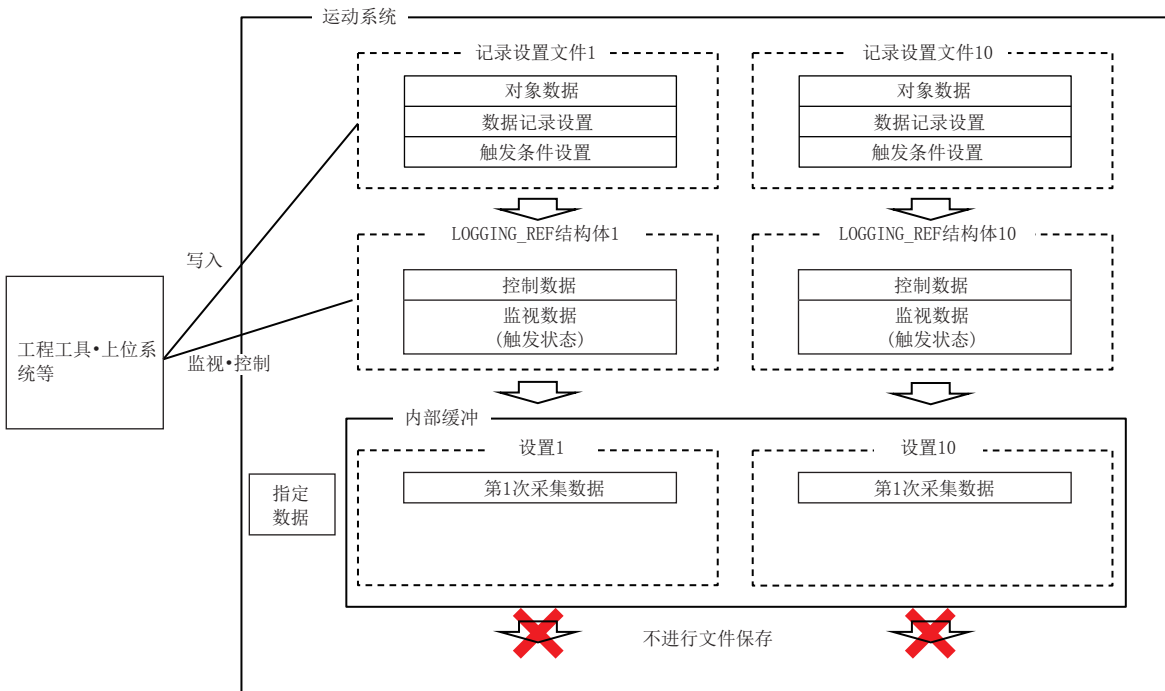 运动系统
记录设置文件1
对象数据
数据记录设置
触发条件设置
记录设置文件10
对象数据
数据记录设置
触发条件设置
LOGGING_REF结构体1
控制数据
监视数据
(触发状态)
LOGGING_REF结构体10
控制数据
监视数据
(触发状态)
写入
工程工具•上位系
统等
监视•控制
内部缓冲
设置1
第1次采集数据
设置10
第1次采集数据
指定
数据
不进行文件保存